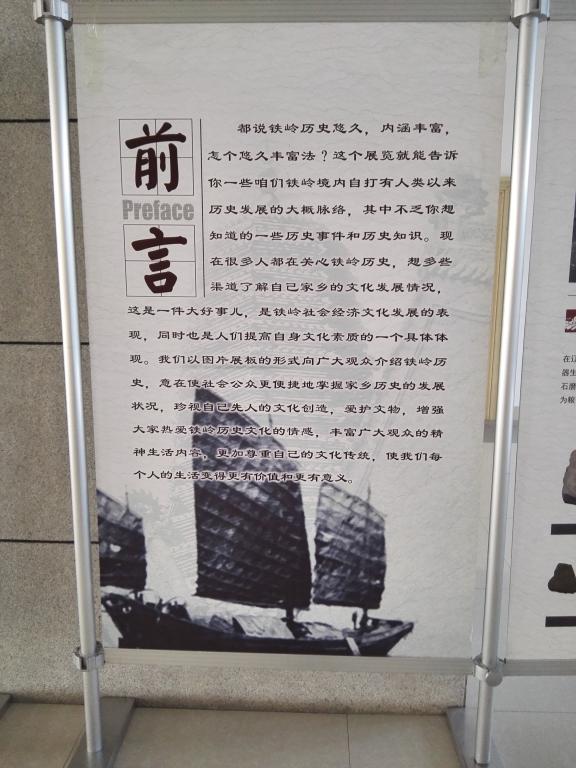 前言
Preface
都说铁岭历史悠久，内涵丰富，
怎个悠久丰富法？这个展览就能告诉
你一些咱们铁岭境内自打有人类以来
历史发展的大概脉络，其中不乏你想
知道的一些历史事件和历史知识。现
在很多人都在关心铁岭历史，想多些
渠道了解自己家乡的文化发展情况，
这是一件大好事儿，是铁岭社会经济文化发展的表
现，同时也是人们提高自身文化素质的一个具体体
现。我们以图片展板的形式向广大观众介绍铁岭历
史，意在使社会公众更便捷地掌握家乡历史的发展
状况，珍视自己先人的文化创造，爱护文物，增强
大家热爱铁岭历史文化的情感，丰富广大观众的精
神生活内容，更加尊重自己的文化传统，使我们每
个人的生活变得更有价值和更有意义。
在辽
器生
石磨
为粮